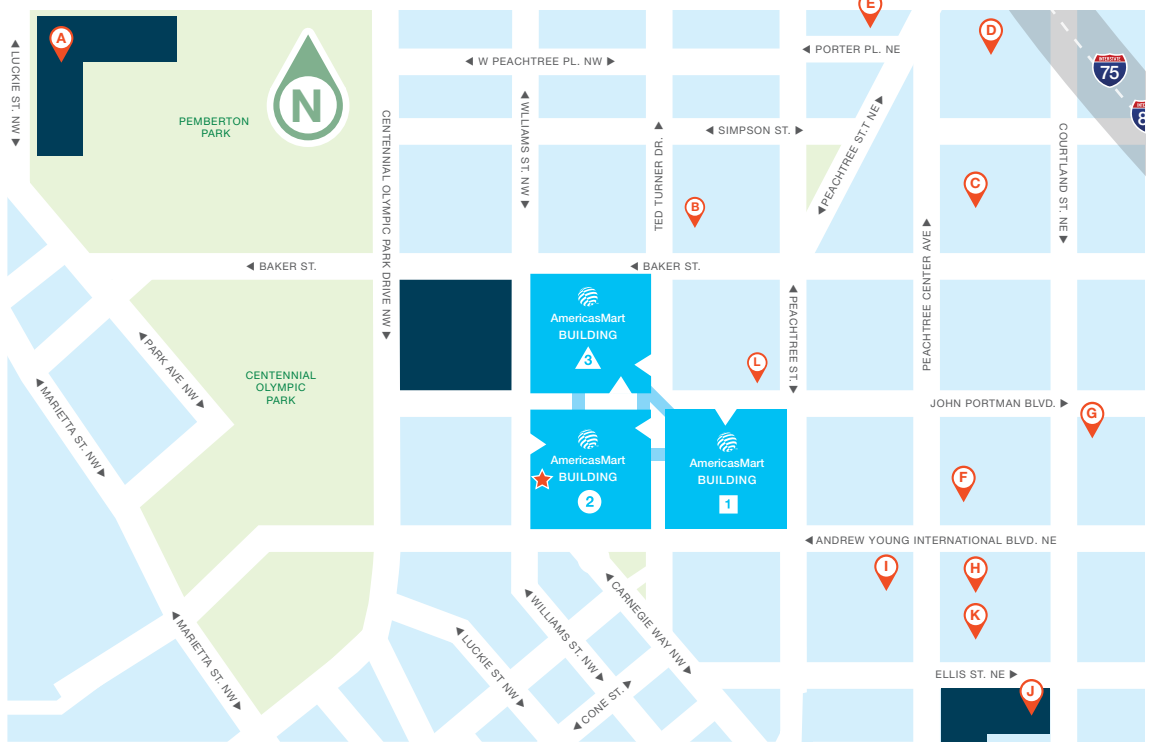 E
A
D
LUCKIE ST. NW
W PEACHTREE PL. NW
PORTER PL. NE
INTERSTATE
75
N
8
PEMBERTON
PARK
WLLIAMS ST. NW
SIMPSON ST.
PEACHTREE ST.T NE
CENTENNIAL OLYMPIC PARK DRIVE NW
TED TURNER DR.
COURTLAND ST. NE
C
B
BAKER ST.
BAKER ST.
PEACHTREE CENTER AVE
AmericasMart
BUILDING
3
PEACHTREE ST.
L
PARK AVE NW
CENTENNIAL
OLYMPIC
PARK
MARIETTA ST. NW
JOHN PORTMAN BLVD.
G
AmericasMart
BUILDING
2
AmericasMart
BUILDING
1
F
ANDREW YOUNG INTERNATIONAL BLVD. NE
I
H
K
CARNEGIE WAY NW
WILLIAMS ST. NW
LUCKIE ST NW
MARIETTA ST. NW
CONE ST.
ELLIS ST. NE
J